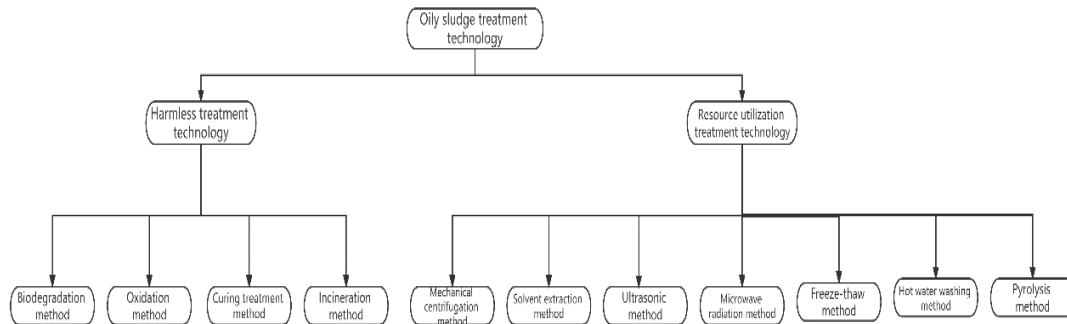 Oily sludge treatment
technology
Harmless treatment
technology
Resource utilization
treatment technology
Biodegradation
method
Oxidation
method
Curing treatment
method
Incineration
method
Mechanical
centrifugation
method
Solvent extraction
method
Ultrasonic
method
Microwave
radiation method
Freeze-thaw
method
Hot water washing
method
Pyrolysis
method